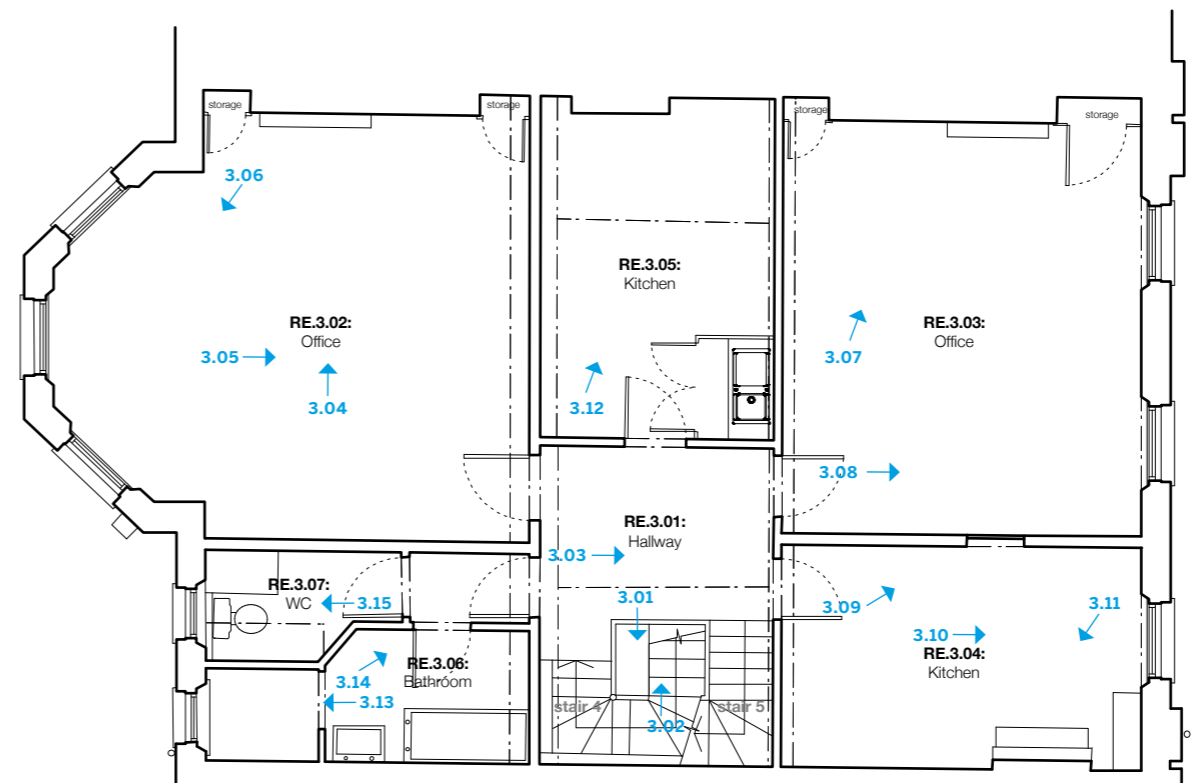 storage
storage
storage
storage
3.06
RE.3.05:
Kitchen
RE.3.02:
Office
RE.3.03:
Office
3.05
3.07
3.04
3.12
3.08
RE.3.01:
Hallway
3.03
RE.3.07:
WC
3.15
3.01
3.09
3.11
3.10
RE.3.04:
Kitchen
RE.3.06:
Bathroom
3.14
3.13
stair 4
3.02
stair 5